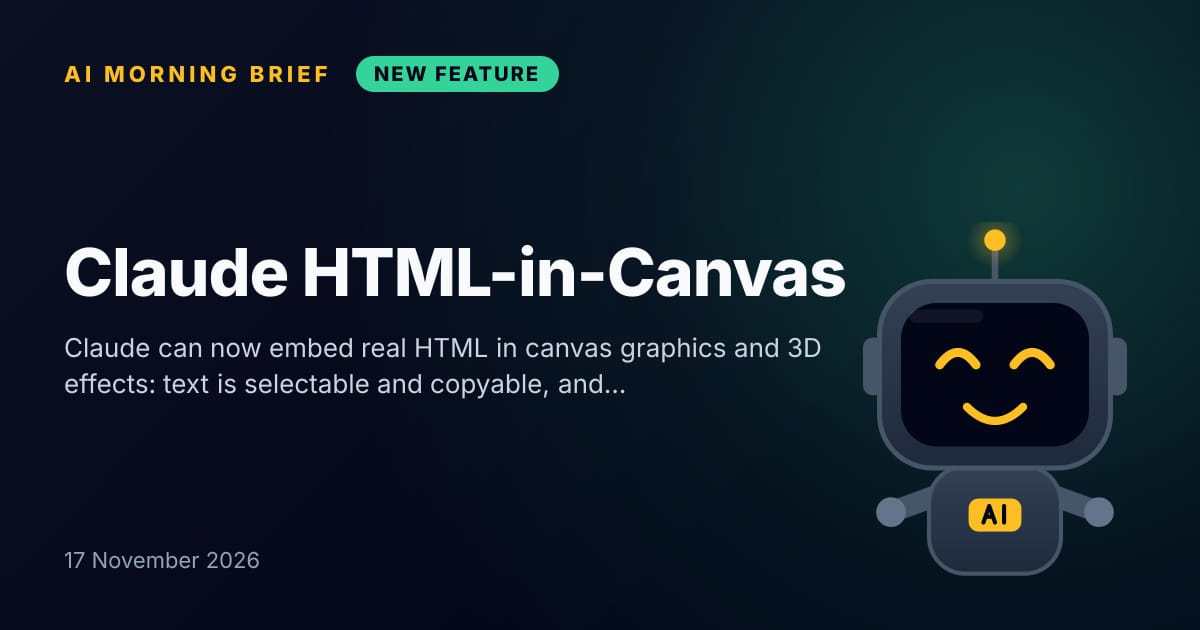 AI MORNING BRIEF
NEW FEATURE
Claude HTML-in-Canvas
Claude can now embed real HTML in canvas graphics and 3D
effects: text is selectable and copyable, and...
AI
17 November 2026